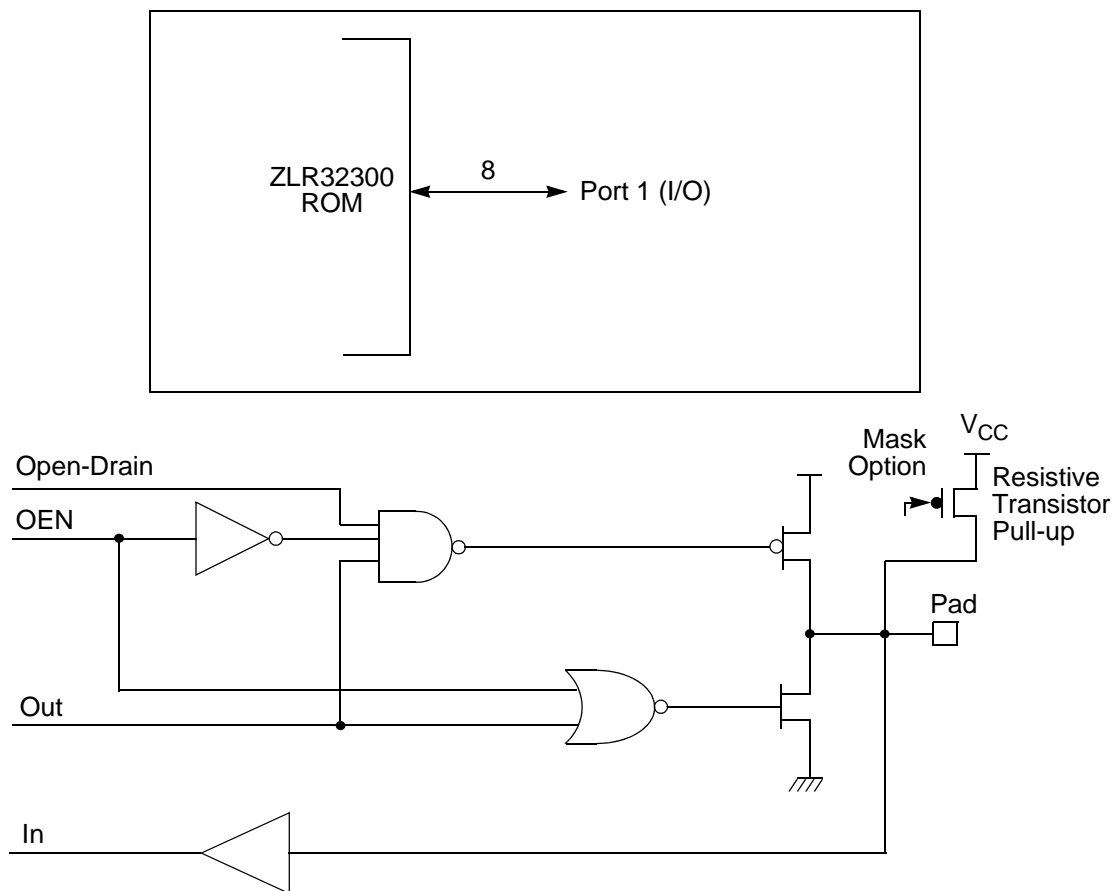 ZLR32300
ROM
8
Port 1 (I/O)
Mask
Option
VCC
Resistive
Transistor
Pull-up
Open-Drain
OEN
Pad
Out
In